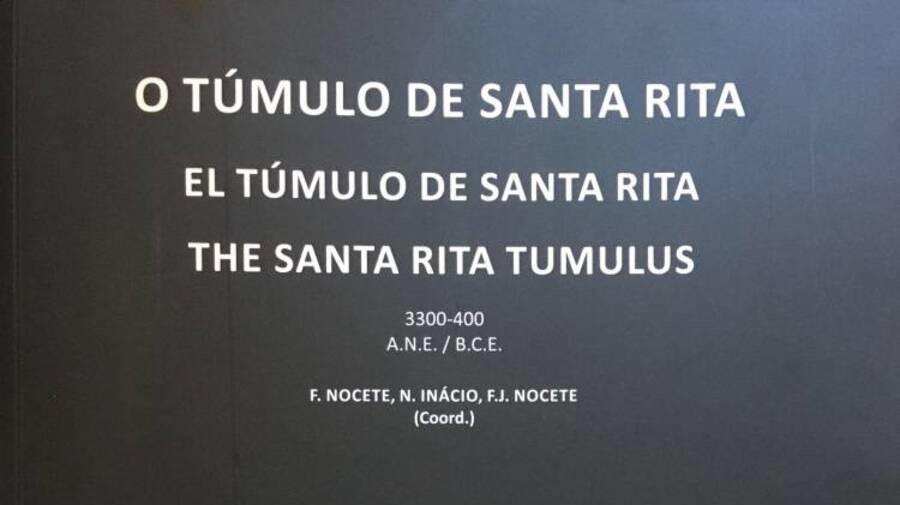 O TÚMULO DE SANTA RITA
EL TÚMULO DE SANTA RITA
THE SANTA RITA TUMULUS
3300-400
A.N.E. / B.C.E.
F. NOCETE, N. INÁCIO, F.J. NOCETE
(Coord.)